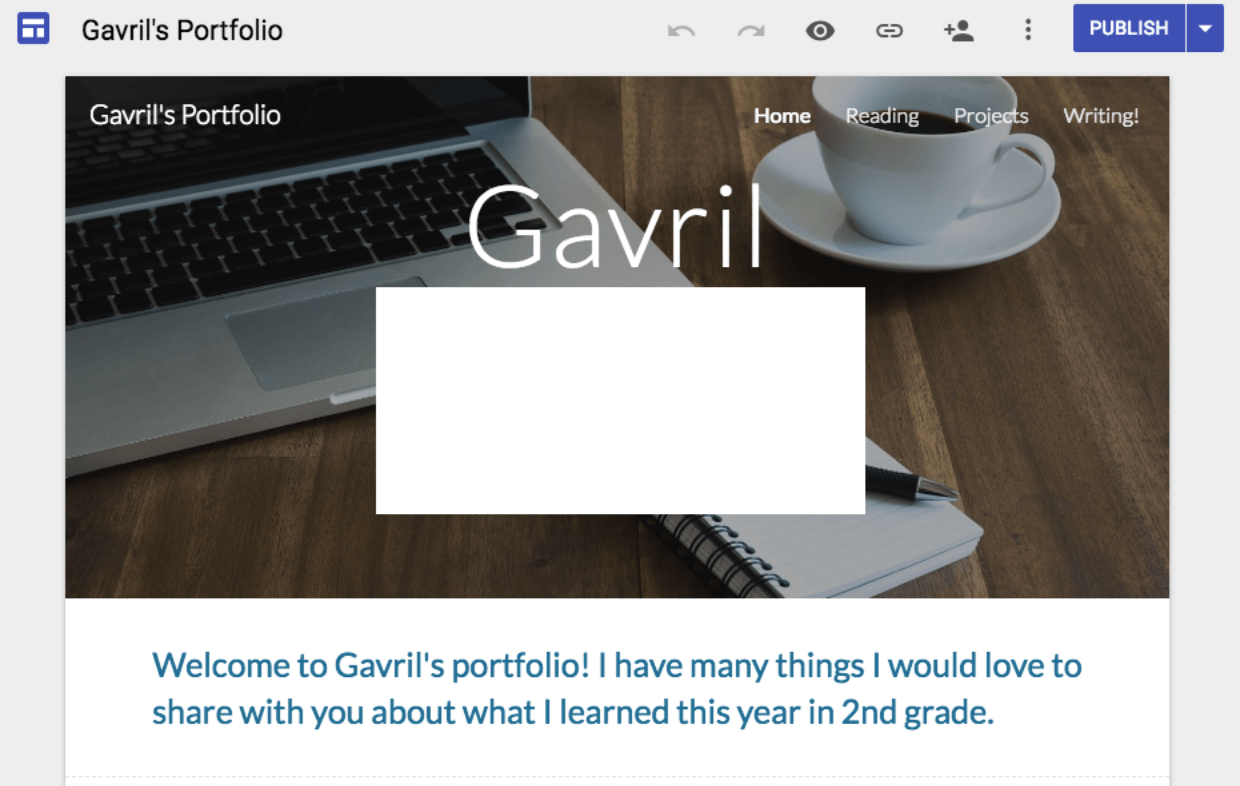 Gavril's Portfolio
PUBLISH
Gavril's Portfolio
Home Reading Projects Writing!
Gavril
Welcome to Gavril's portfolio! I have many things I would love to
share with you about what I learned this year in 2nd grade.